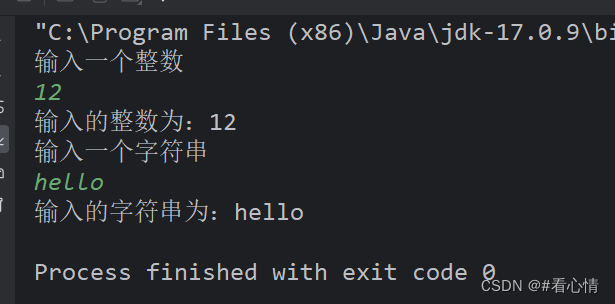 "C:\Program Files (x86)\Java\jdk-17.0.9\bi
输入一个整数
12
输入的整数为：12
输入一个字符串
hello
输入的字符串为：hello
Process finished with exit code 0
CSDN @#看心情